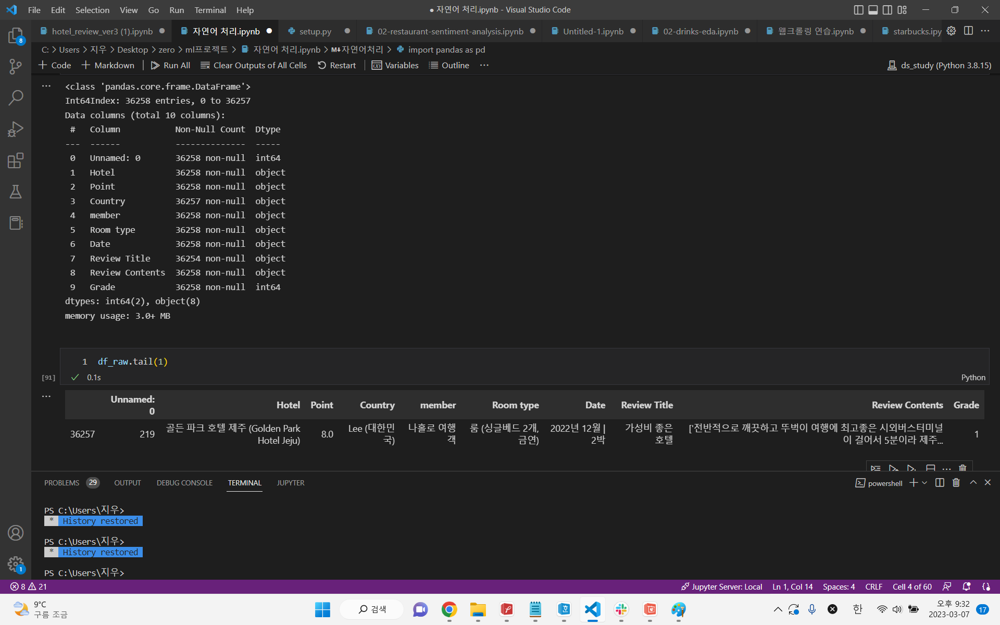 File Edit Selection View Go Run Terminal Help
● 자연어 처리.ipynb - Visual Studio Code
hotel_review_ver3 (1).ipynb
자연어 처리.ipynb
setup.py
02-restaurant-sentiment-analysis.ipynb
Untitled-1.ipynb
02-drinks-eda.ipynb
웹크롤링 연습.ipynb
starbucks.ipy
8
C: > Users > 지우 > Desktop > zero > ml프로젝트 > 자연어 처리.ipynb > M↓자연어처리 > import pandas as pd
+ Code + Markdown | Run All Clear Outputs of All Cells Restart | Variables Outline ···
ds_study (Python 3.8.15)
<class 'pandas.core.frame.DataFrame'>
Int64Index: 36258 entries, 0 to 36257
Data columns (total 10 columns):
 #   Column           Non-Null Count  Dtype
---  ------           --------------  -----
 0   Unnamed: 0       36258 non-null  int64
 1   Hotel            36258 non-null  object
 2   Point            36258 non-null  object
 3   Country          36257 non-null  object
 4   member           36258 non-null  object
 5   Room type        36258 non-null  object
 6   Date             36258 non-null  object
 7   Review Title     36254 non-null  object
 8   Review Contents  36258 non-null  object
 9   Grade            36258 non-null  int64
dtypes: int64(2), object(8)
memory usage: 3.0+ MB
1 df_raw.tail(1)
[91] ✓ 0.1s
Python
Unnamed: 0 Hotel Point Country member Room type Date Review Title Review Contents Grade
36257 219 골든 파크 호텔 제주 (Golden Park Hotel Jeju) 8.0 Lee (대한민국) 나홀로 여행객 룸 (싱글베드 2개, 금연) 2022년 12월 | 2박 가성비 좋은 호텔 ['전반적으로 깨끗하고 뚜벅이 여행에 최고좋은 시외버스터미널이 걸어서 5분이라 제주... 1
PROBLEMS 29 OUTPUT DEBUG CONSOLE TERMINAL JUPYTER
powershell
PS C:\Users\지우>
* History restored
PS C:\Users\지우>
* History restored
PS C:\Users\지우>
1
8 21
Jupyter Server: Local Ln 1, Col 14 Spaces: 4 CRLF Cell 4 of 60
9°C
구름 조금
검색
한
오후 9:32
2023-03-07
17